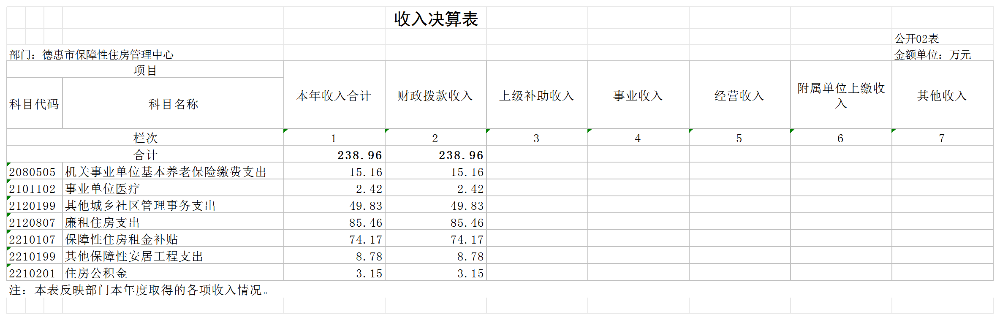 收入决算表
公开02表
部门：德惠市保障性住房管理中心 金额单位：万元
项目
科目代码 科目名称 本年收入合计 财政拨款收入 上级补助收入 事业收入 经营收入 附属单位上缴收入 其他收入
栏次 1 2 3 4 5 6 7
合计 238.96 238.96
2080505 机关事业单位基本养老保险缴费支出 15.16 15.16
2101102 事业单位医疗 2.42 2.42
2120199 其他城乡社区管理事务支出 49.83 49.83
2120807 廉租住房支出 85.46 85.46
2210107 保障性住房租金补贴 74.17 74.17
2210199 其他保障性安居工程支出 8.78 8.78
2210201 住房公积金 3.15 3.15
注：本表反映部门本年度取得的各项收入情况。